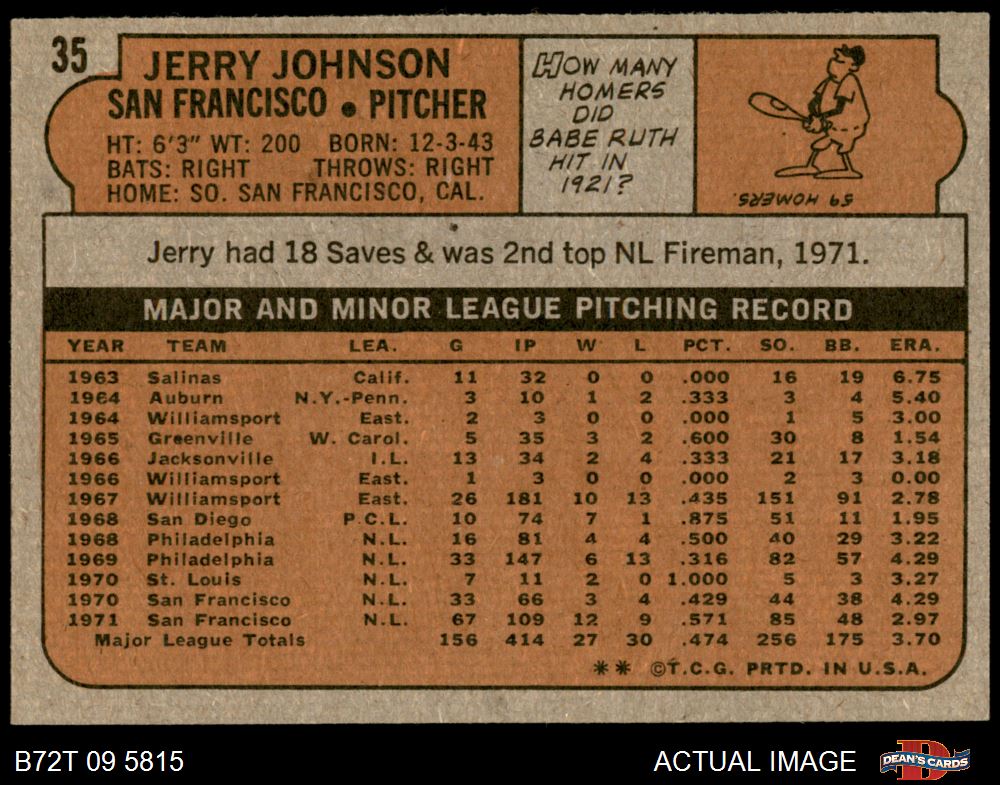 35
JERRY JOHNSON
SAN FRANCISCO • PITCHER
HT: 6'3" WT: 200 BORN: 12-3-43
BATS: RIGHT THROWS: RIGHT
HOME: SO. SAN FRANCISCO, CAL.
HOW MANY
HOMERS
DID
BABE RUTH
HIT IN
1921?
59 HOMERS.
Jerry had 18 Saves & was 2nd top NL Fireman, 1971.
MAJOR AND MINOR LEAGUE PITCHING RECORD
YEAR TEAM LEA. G IP W L PCT. SO. BB. ERA.
1963 Salinas Calif. 11 32 0 0 .000 16 19 6.75
1964 Auburn N.Y.-Penn. 3 10 1 2 .333 3 4 5.40
1964 Williamsport East. 2 3 0 0 .000 1 5 3.00
1965 Greenville W. Carol. 5 35 3 2 .600 30 8 1.54
1966 Jacksonville I.L. 13 34 2 4 .333 21 17 3.18
1966 Williamsport East. 1 3 0 0 .000 2 3 0.00
1967 Williamsport East. 26 181 10 13 .435 151 91 2.78
1968 San Diego P.C.L. 10 74 7 1 .875 51 11 1.95
1968 Philadelphia N.L. 16 81 4 4 .500 40 29 3.22
1969 Philadelphia N.L. 33 147 6 13 .316 82 57 4.29
1970 St. Louis N.L. 7 11 2 0 1.000 5 3 3.27
1970 San Francisco N.L. 33 66 3 4 .429 44 38 4.29
1971 San Francisco N.L. 67 109 12 9 .571 85 48 2.97
Major League Totals 156 414 27 30 .474 256 175 3.70
** ©T.C.G. PRTD. IN U.S.A.
B72T 09 5815
ACTUAL IMAGE
D
DEAN'S CARDS